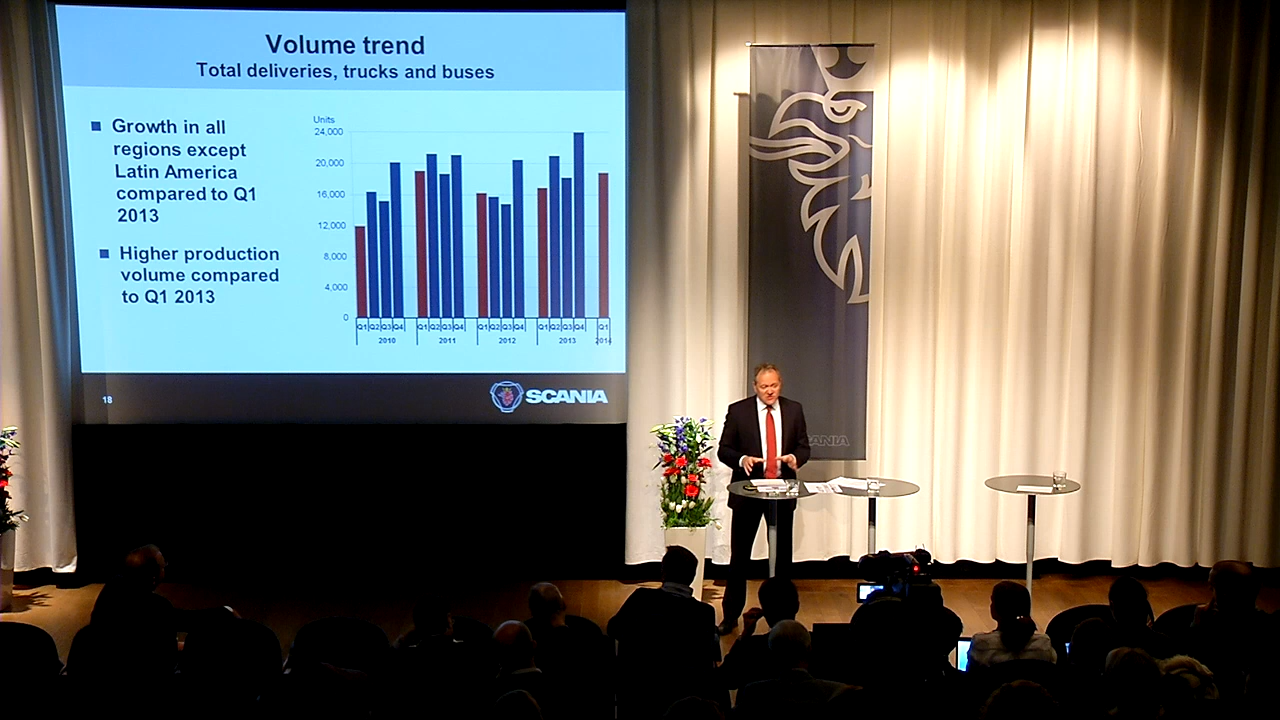 Volume trend
Total deliveries, trucks and buses
Growth in all
regions except
Latin America
compared to Q1
2013
Higher production
volume compared
to Q1 2013
Units
24,000
20,000
16,000
12,000
8,000
4,000
0
Q1 Q2 Q3 Q4 Q1 Q2 Q3 Q4 Q1 Q2 Q3 Q4 Q1 Q2 Q3 Q4 Q1
2010 2011 2012 2013 2014
18
SCANIA
ANIA